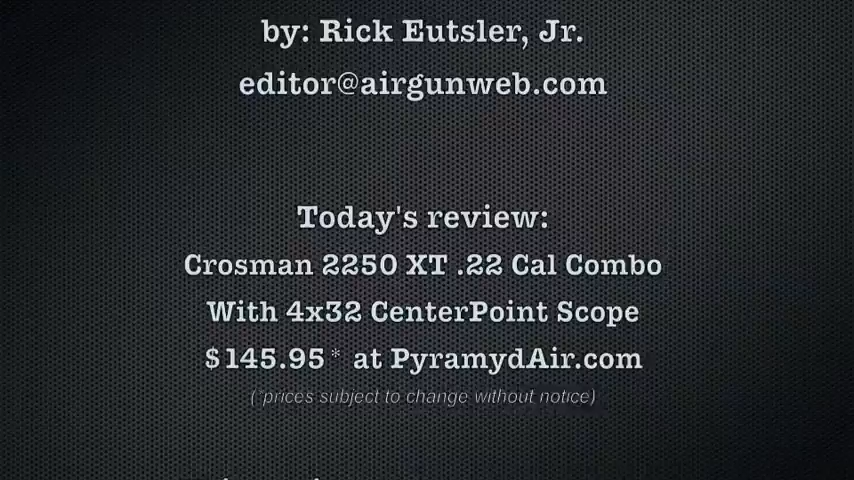 by: Rick Eutsler, Jr.
editor@airgunweb.com
Today's review:
Crosman 2250 XT .22 Cal Combo
With 4x32 CenterPoint Scope
$145.95* at PyramydAir.com
(*prices subject to change without notice)